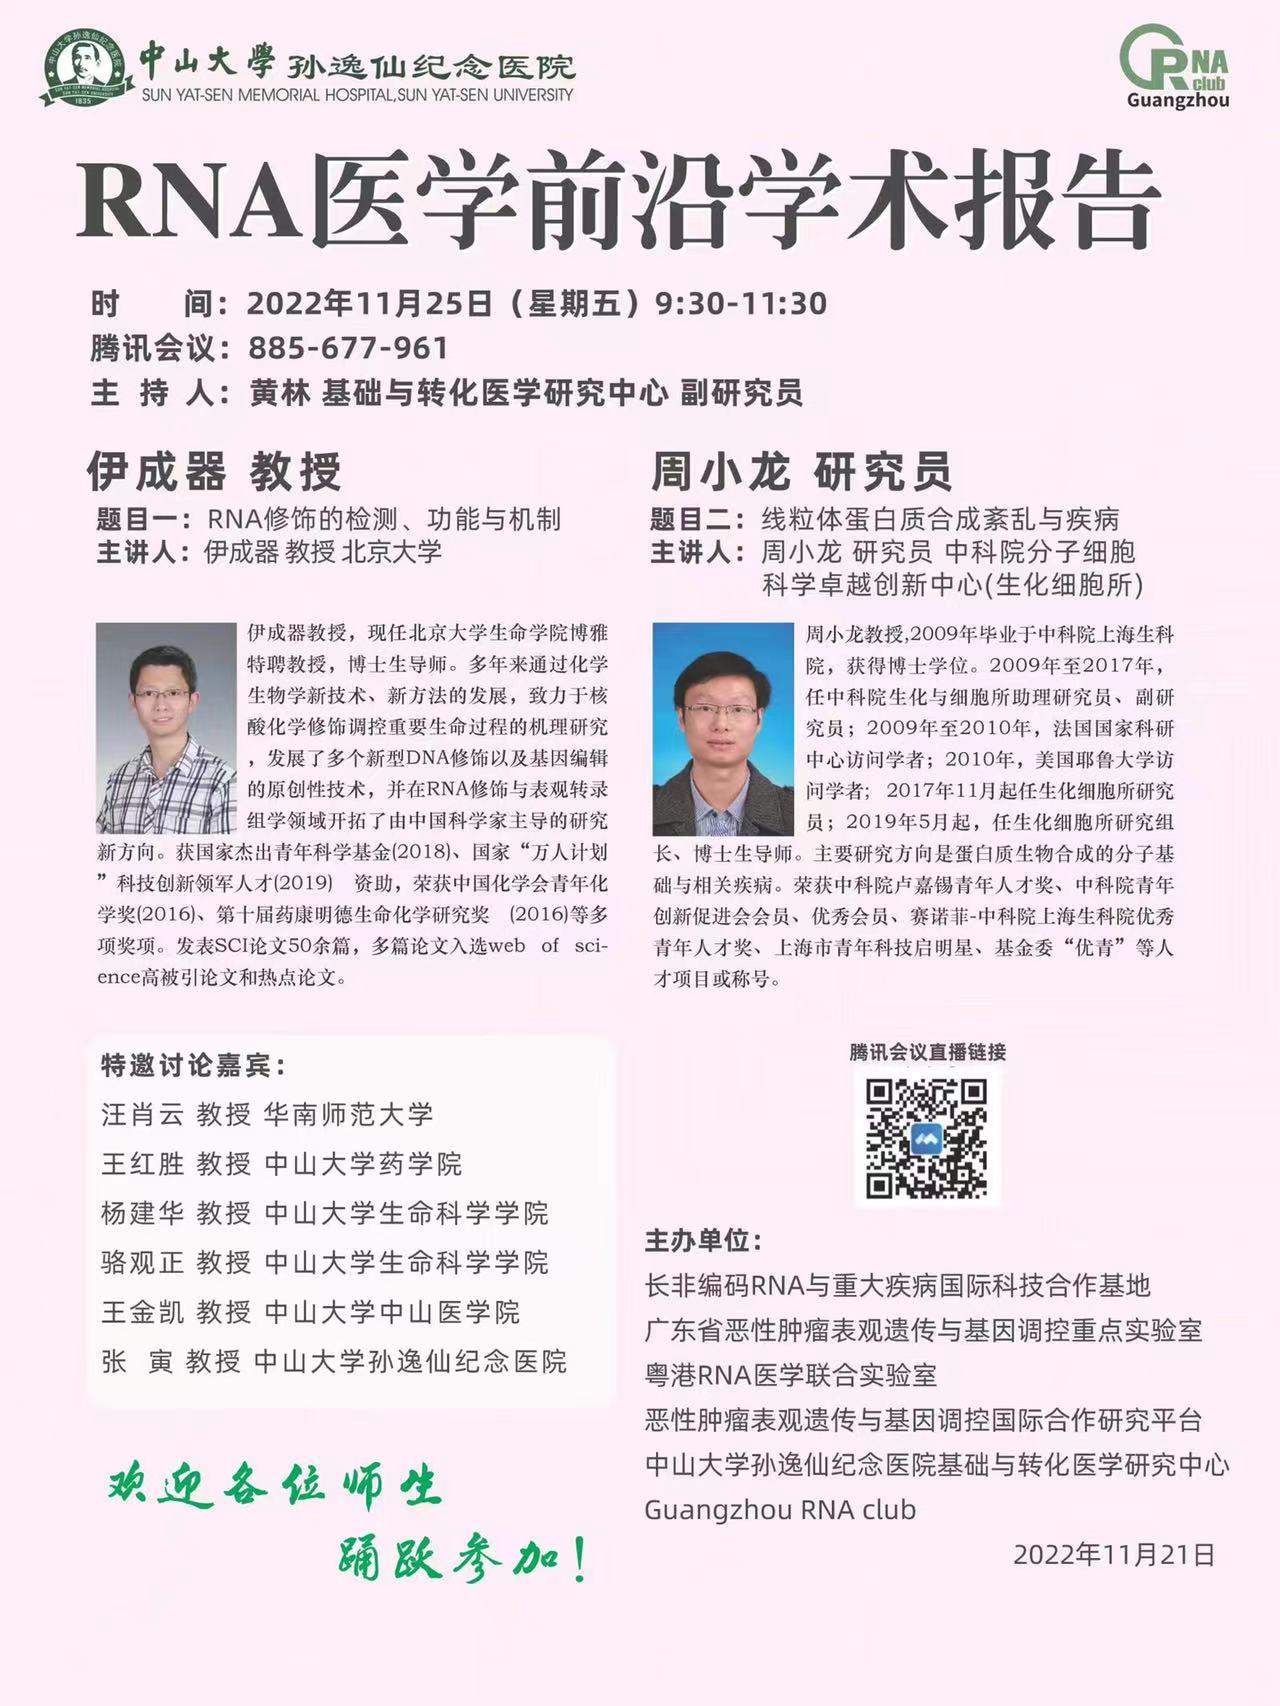 中山大學 孙逸仙纪念医院
SUN YAT-SEN MEMORIAL HOSPITAL,SUN YAT-SEN UNIVERSITY
1835
RNA
club
Guangzhou
RNA医学前沿学术报告
时 间：2022年11月25日（星期五）9:30-11:30
腾讯会议：885-677-961
主 持 人：黄林 基础与转化医学研究中心 副研究员
伊成器 教授
题目一：RNA修饰的检测、功能与机制
主讲人：伊成器 教授 北京大学
伊成器教授，现任北京大学生命学院博雅
特聘教授，博士生导师。多年来通过化学
生物学新技术、新方法的发展，致力于核
酸化学修饰调控重要生命过程的机理研究
，发展了多个新型DNA修饰以及基因编辑
的原创性技术，并在RNA修饰与表观转录
组学领域开拓了由中国科学家主导的研究
新方向。获国家杰出青年科学基金(2018)、国家“万人计划
”科技创新领军人才(2019) 资助，荣获中国化学会青年化
学奖(2016)、第十届药康明德生命化学研究奖 (2016)等多
项奖项。发表SCI论文50余篇，多篇论文入选web of sci-
ence高被引论文和热点论文。
周小龙 研究员
题目二：线粒体蛋白质合成紊乱与疾病
主讲人：周小龙 研究员 中科院分子细胞
科学卓越创新中心(生化细胞所)
周小龙教授,2009年毕业于中科院上海生科
院，获得博士学位。2009年至2017年，
任中科院生化与细胞所助理研究员、副研
究员；2009年至2010年，法国国家科研
中心访问学者；2010年，美国耶鲁大学访
问学者； 2017年11月起任生化细胞所研究
员；2019年5月起，任生化细胞所研究组
长、博士生导师。主要研究方向是蛋白质生物合成的分子基
础与相关疾病。荣获中科院卢嘉锡青年人才奖、中科院青年
创新促进会会员、优秀会员、赛诺菲-中科院上海生科院优秀
青年人才奖、上海市青年科技启明星、基金委“优青”等人
才项目或称号。
特邀讨论嘉宾：
汪肖云 教授 华南师范大学
王红胜 教授 中山大学药学院
杨建华 教授 中山大学生命科学学院
骆观正 教授 中山大学生命科学学院
王金凯 教授 中山大学中山医学院
张 寅 教授 中山大学孙逸仙纪念医院
欢迎各位师生
踊跃参加！
腾讯会议直播链接
主办单位：
长非编码RNA与重大疾病国际科技合作基地
广东省恶性肿瘤表观遗传与基因调控重点实验室
粤港RNA医学联合实验室
恶性肿瘤表观遗传与基因调控国际合作研究平台
中山大学孙逸仙纪念医院基础与转化医学研究中心
Guangzhou RNA club
2022年11月21日